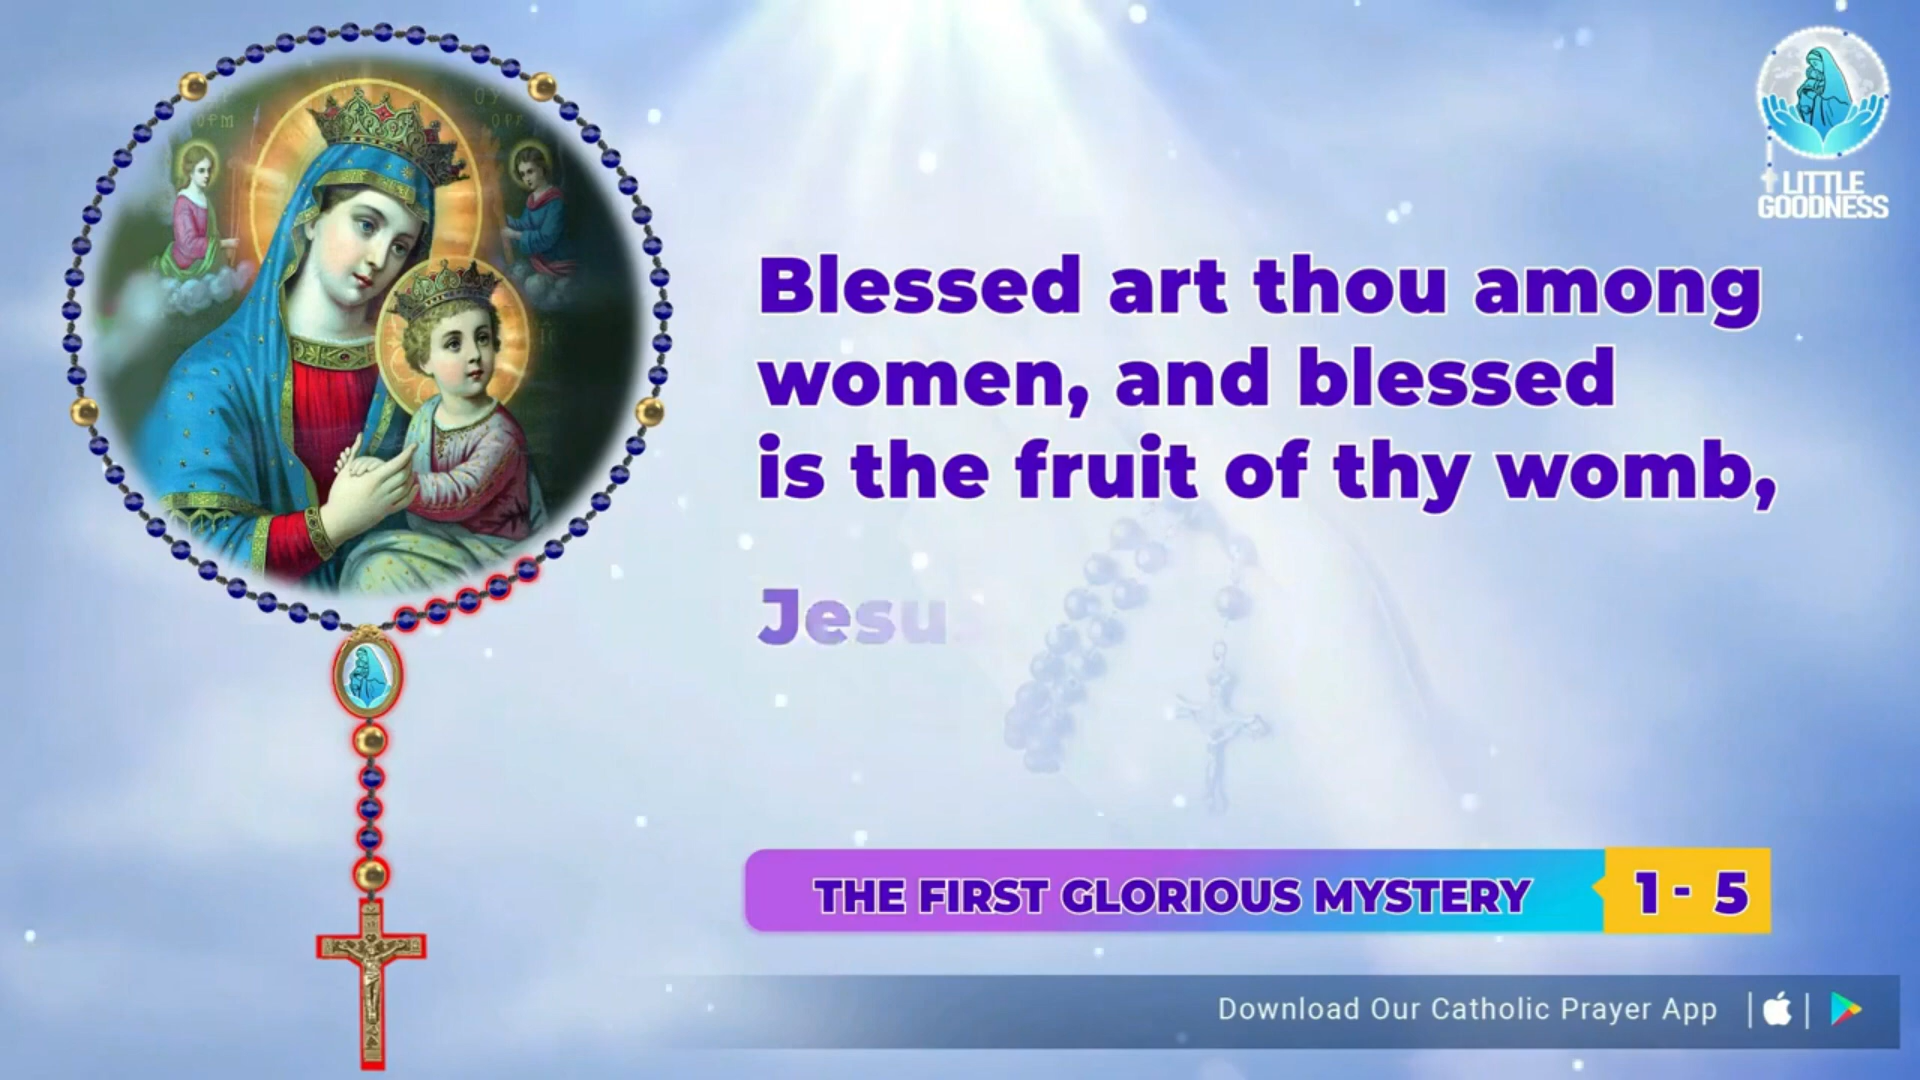 LITTLE
GOODNESS
Blessed art thou among
women, and blessed
is the fruit of thy womb,
Jesu
THE FIRST GLORIOUS MYSTERY 1 - 5
Download Our Catholic Prayer App